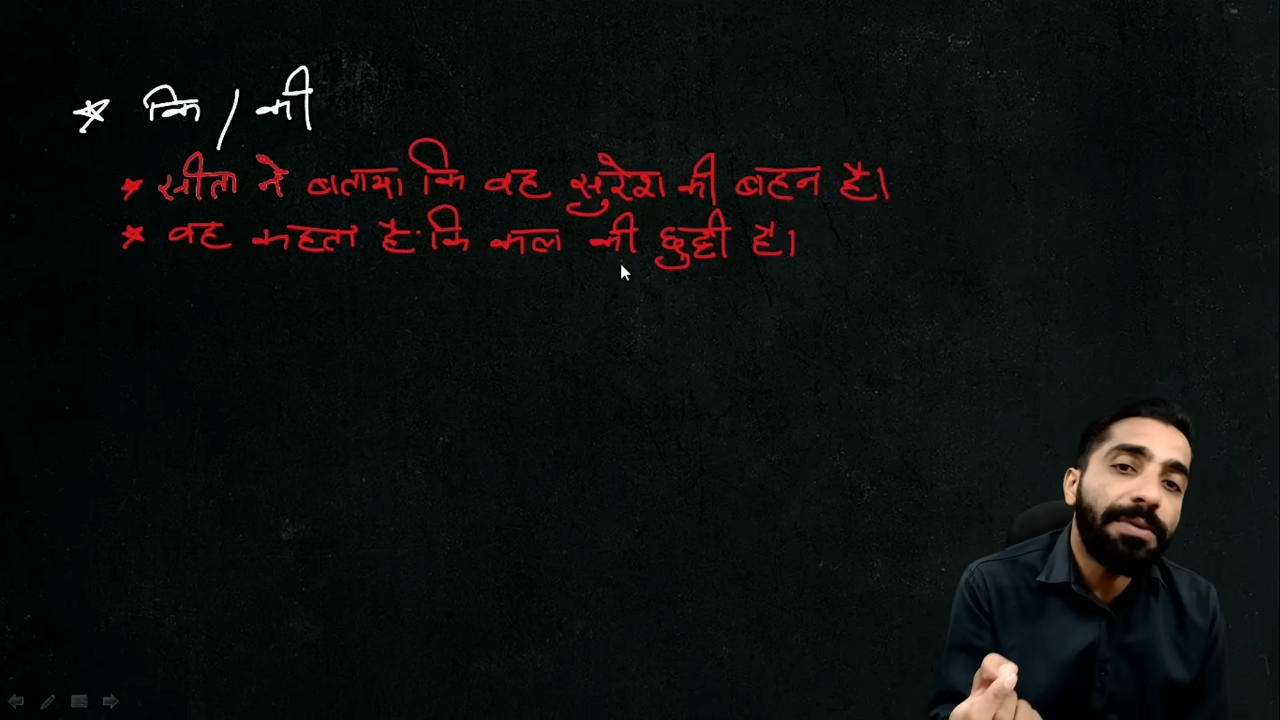 * कि / की
* सीता ने बताया कि वह सुरेश की बहन है।
* वह कहता है कि कल की छुट्टी है।